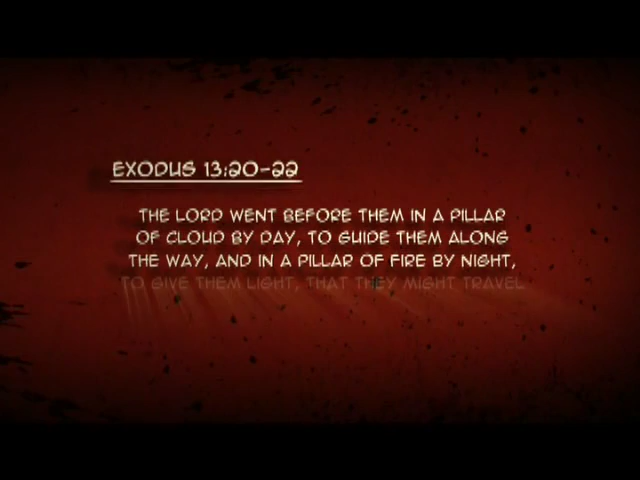 EXODUS 13:20-22
THE LORD WENT BEFORE THEM IN A PILLAR
OF CLOUD BY DAY, TO GUIDE THEM ALONG
THE WAY, AND IN A PILLAR OF FIRE BY NIGHT,
TO GIVE THEM LIGHT, THAT THEY MIGHT TRAVEL